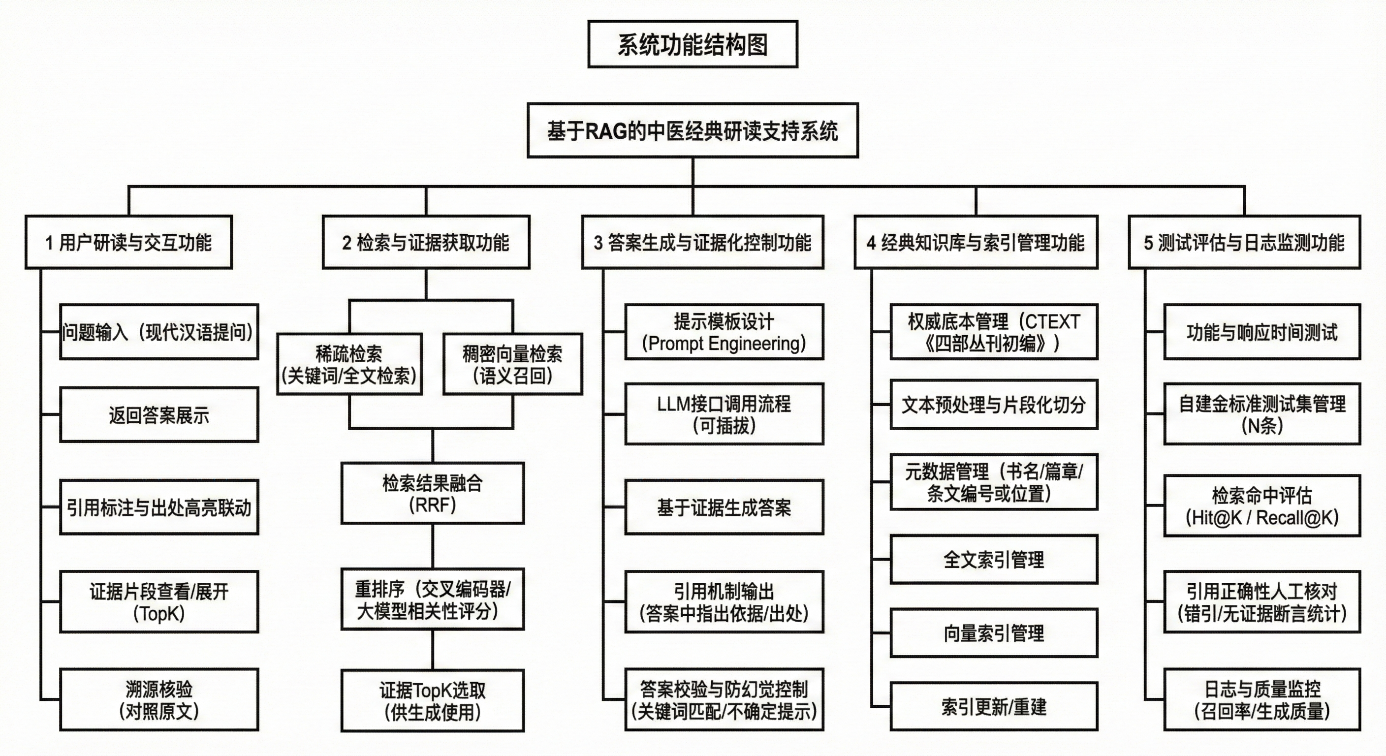 系统功能结构图
基于RAG的中医经典研读支持系统
1 用户研读与交互功能
问题输入（现代汉语提问）
返回答案展示
引用标注与出处高亮联动
证据片段查看/展开
(TopK)
溯源核验
(对照原文)
2 检索与证据获取功能
稀疏检索
(关键词/全文检索)
稠密向量检索
(语义召回)
检索结果融合
(RRF)
重排序（交叉编码器/
大模型相关性评分）
证据TopK选取
(供生成使用)
3 答案生成与证据化控制功能
提示模板设计
(Prompt Engineering)
LLM接口调用流程
(可插拔)
基于证据生成答案
引用机制输出
(答案中指出依据/出处)
答案校验与防幻觉控制
(关键词匹配/不确定提示)
4 经典知识库与索引管理功能
权威底本管理（CTEXT
《四部丛刊初编》）
文本预处理与片段化切分
元数据管理（书名/篇章/
条文编号或位置）
全文索引管理
向量索引管理
索引更新/重建
5 测试评估与日志监测功能
功能与响应时间测试
自建金标准测试集管理
(N条)
检索命中评估
(Hit@K / Recall@K)
引用正确性人工核对
(错引/无证据断言统计)
日志与质量监控
(召回率/生成质量)